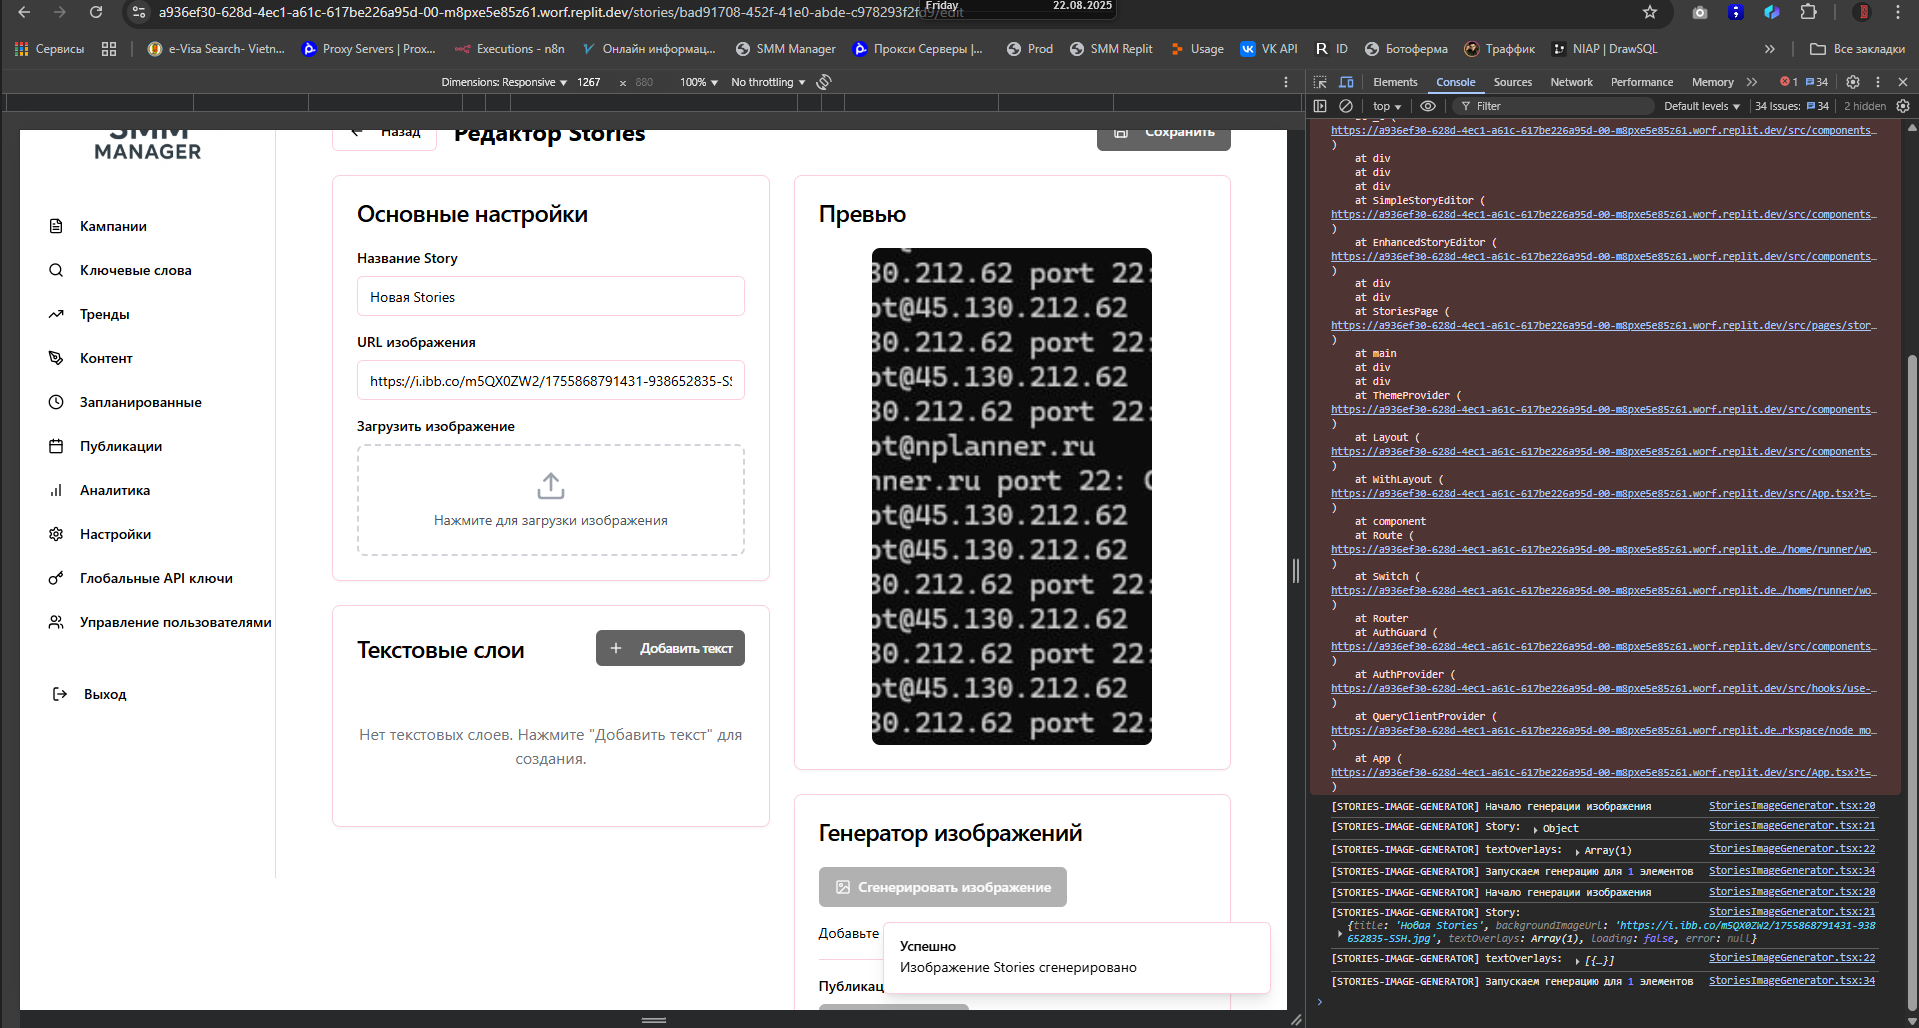 a936ef30-628d-4ec1-a61c-617be226a95d-00-m8pxe5e85z61.worf.replit.dev/stories/bad91708-452f-41e0-abde-c978293f2fd9/edit
Friday 22.08.2025
Сервисы
e-Visa Search- Vietn...
Proxy Servers | Prox...
Executions - n8n
Онлайн информац...
SMM Manager
Прокси Серверы |...
Prod
SMM Replit
Usage
VK API
ID
Ботоферма
Траффик
NIAP | DrawSQL
Все закладки
Dimensions: Responsive 1267 x 880 100% No throttling
Elements Console Sources Network Performance Memory 1 34
top Filter Default levels 34 Issues: 34 2 hidden
SMM
MANAGER
Кампании
Ключевые слова
Тренды
Контент
Запланированные
Публикации
Аналитика
Настройки
Глобальные API ключи
Управление пользователями
Выход
Назад
Редактор Stories
Сохранить
Основные настройки
Название Story
Новая Stories
URL изображения
https://i.ibb.co/m5QX0ZW2/1755868791431-938652835-SS
Загрузить изображение
Нажмите для загрузки изображения
Текстовые слои
Добавить текст
Нет текстовых слоев. Нажмите "Добавить текст" для
создания.
Превью
30.212.62 port 22:
ot@45.130.212.62
30.212.62 port 22:
ot@45.130.212.62
30.212.62 port 22:
ot@nplanner.ru
nner.ru port 22: C
ot@45.130.212.62
ot@45.130.212.62
30.212.62 port 22:
ot@45.130.212.62
30.212.62 port 22:
ot@45.130.212.62
30.212.62 port 22:
Генератор изображений
Сгенерировать изображение
Добавьте
Публикац
Успешно
Изображение Stories сгенерировано
https://a936ef30-628d-4ec1-a61c-617be226a95d-00-m8pxe5e85z61.worf.replit.dev/src/components…
)
at div
at div
at div
at SimpleStoryEditor (
https://a936ef30-628d-4ec1-a61c-617be226a95d-00-m8pxe5e85z61.worf.replit.dev/src/components…
)
at EnhancedStoryEditor (
https://a936ef30-628d-4ec1-a61c-617be226a95d-00-m8pxe5e85z61.worf.replit.dev/src/components…
)
at div
at div
at StoriesPage (
https://a936ef30-628d-4ec1-a61c-617be226a95d-00-m8pxe5e85z61.worf.replit.dev/src/pages/stor…
)
at main
at div
at div
at ThemeProvider (
https://a936ef30-628d-4ec1-a61c-617be226a95d-00-m8pxe5e85z61.worf.replit.dev/src/components…
)
at Layout (
https://a936ef30-628d-4ec1-a61c-617be226a95d-00-m8pxe5e85z61.worf.replit.dev/src/components…
)
at WithLayout (
https://a936ef30-628d-4ec1-a61c-617be226a95d-00-m8pxe5e85z61.worf.replit.dev/src/App.tsx?t=…
)
at component
at Route (
https://a936ef30-628d-4ec1-a61c-617be226a95d-00-m8pxe5e85z61.worf.replit.de…/home/runner/wo…
)
at Switch (
https://a936ef30-628d-4ec1-a61c-617be226a95d-00-m8pxe5e85z61.worf.replit.de…/home/runner/wo…
)
at Router
at AuthGuard (
https://a936ef30-628d-4ec1-a61c-617be226a95d-00-m8pxe5e85z61.worf.replit.dev/src/components…
)
at AuthProvider (
https://a936ef30-628d-4ec1-a61c-617be226a95d-00-m8pxe5e85z61.worf.replit.dev/src/hooks/use-…
)
at QueryClientProvider (
https://a936ef30-628d-4ec1-a61c-617be226a95d-00-m8pxe5e85z61.worf.replit.de…rkspace/node_mo…
)
at App (
https://a936ef30-628d-4ec1-a61c-617be226a95d-00-m8pxe5e85z61.worf.replit.dev/src/App.tsx?t=…
)
[STORIES-IMAGE-GENERATOR] Начало генерации изображения StoriesImageGenerator.tsx:20
[STORIES-IMAGE-GENERATOR] Story: Object StoriesImageGenerator.tsx:21
[STORIES-IMAGE-GENERATOR] textOverlays: Array(1) StoriesImageGenerator.tsx:22
[STORIES-IMAGE-GENERATOR] Запускаем генерацию для 1 элементов StoriesImageGenerator.tsx:34
[STORIES-IMAGE-GENERATOR] Начало генерации изображения StoriesImageGenerator.tsx:20
[STORIES-IMAGE-GENERATOR] Story: StoriesImageGenerator.tsx:21
{title: 'Новая Stories', backgroundImageUrl: 'https://i.ibb.co/m5QX0ZW2/1755868791431-938
652835-SSH.jpg', textOverlays: Array(1), loading: false, error: null}
[STORIES-IMAGE-GENERATOR] textOverlays: [{…}] StoriesImageGenerator.tsx:22
[STORIES-IMAGE-GENERATOR] Запускаем генерацию для 1 элементов StoriesImageGenerator.tsx:34